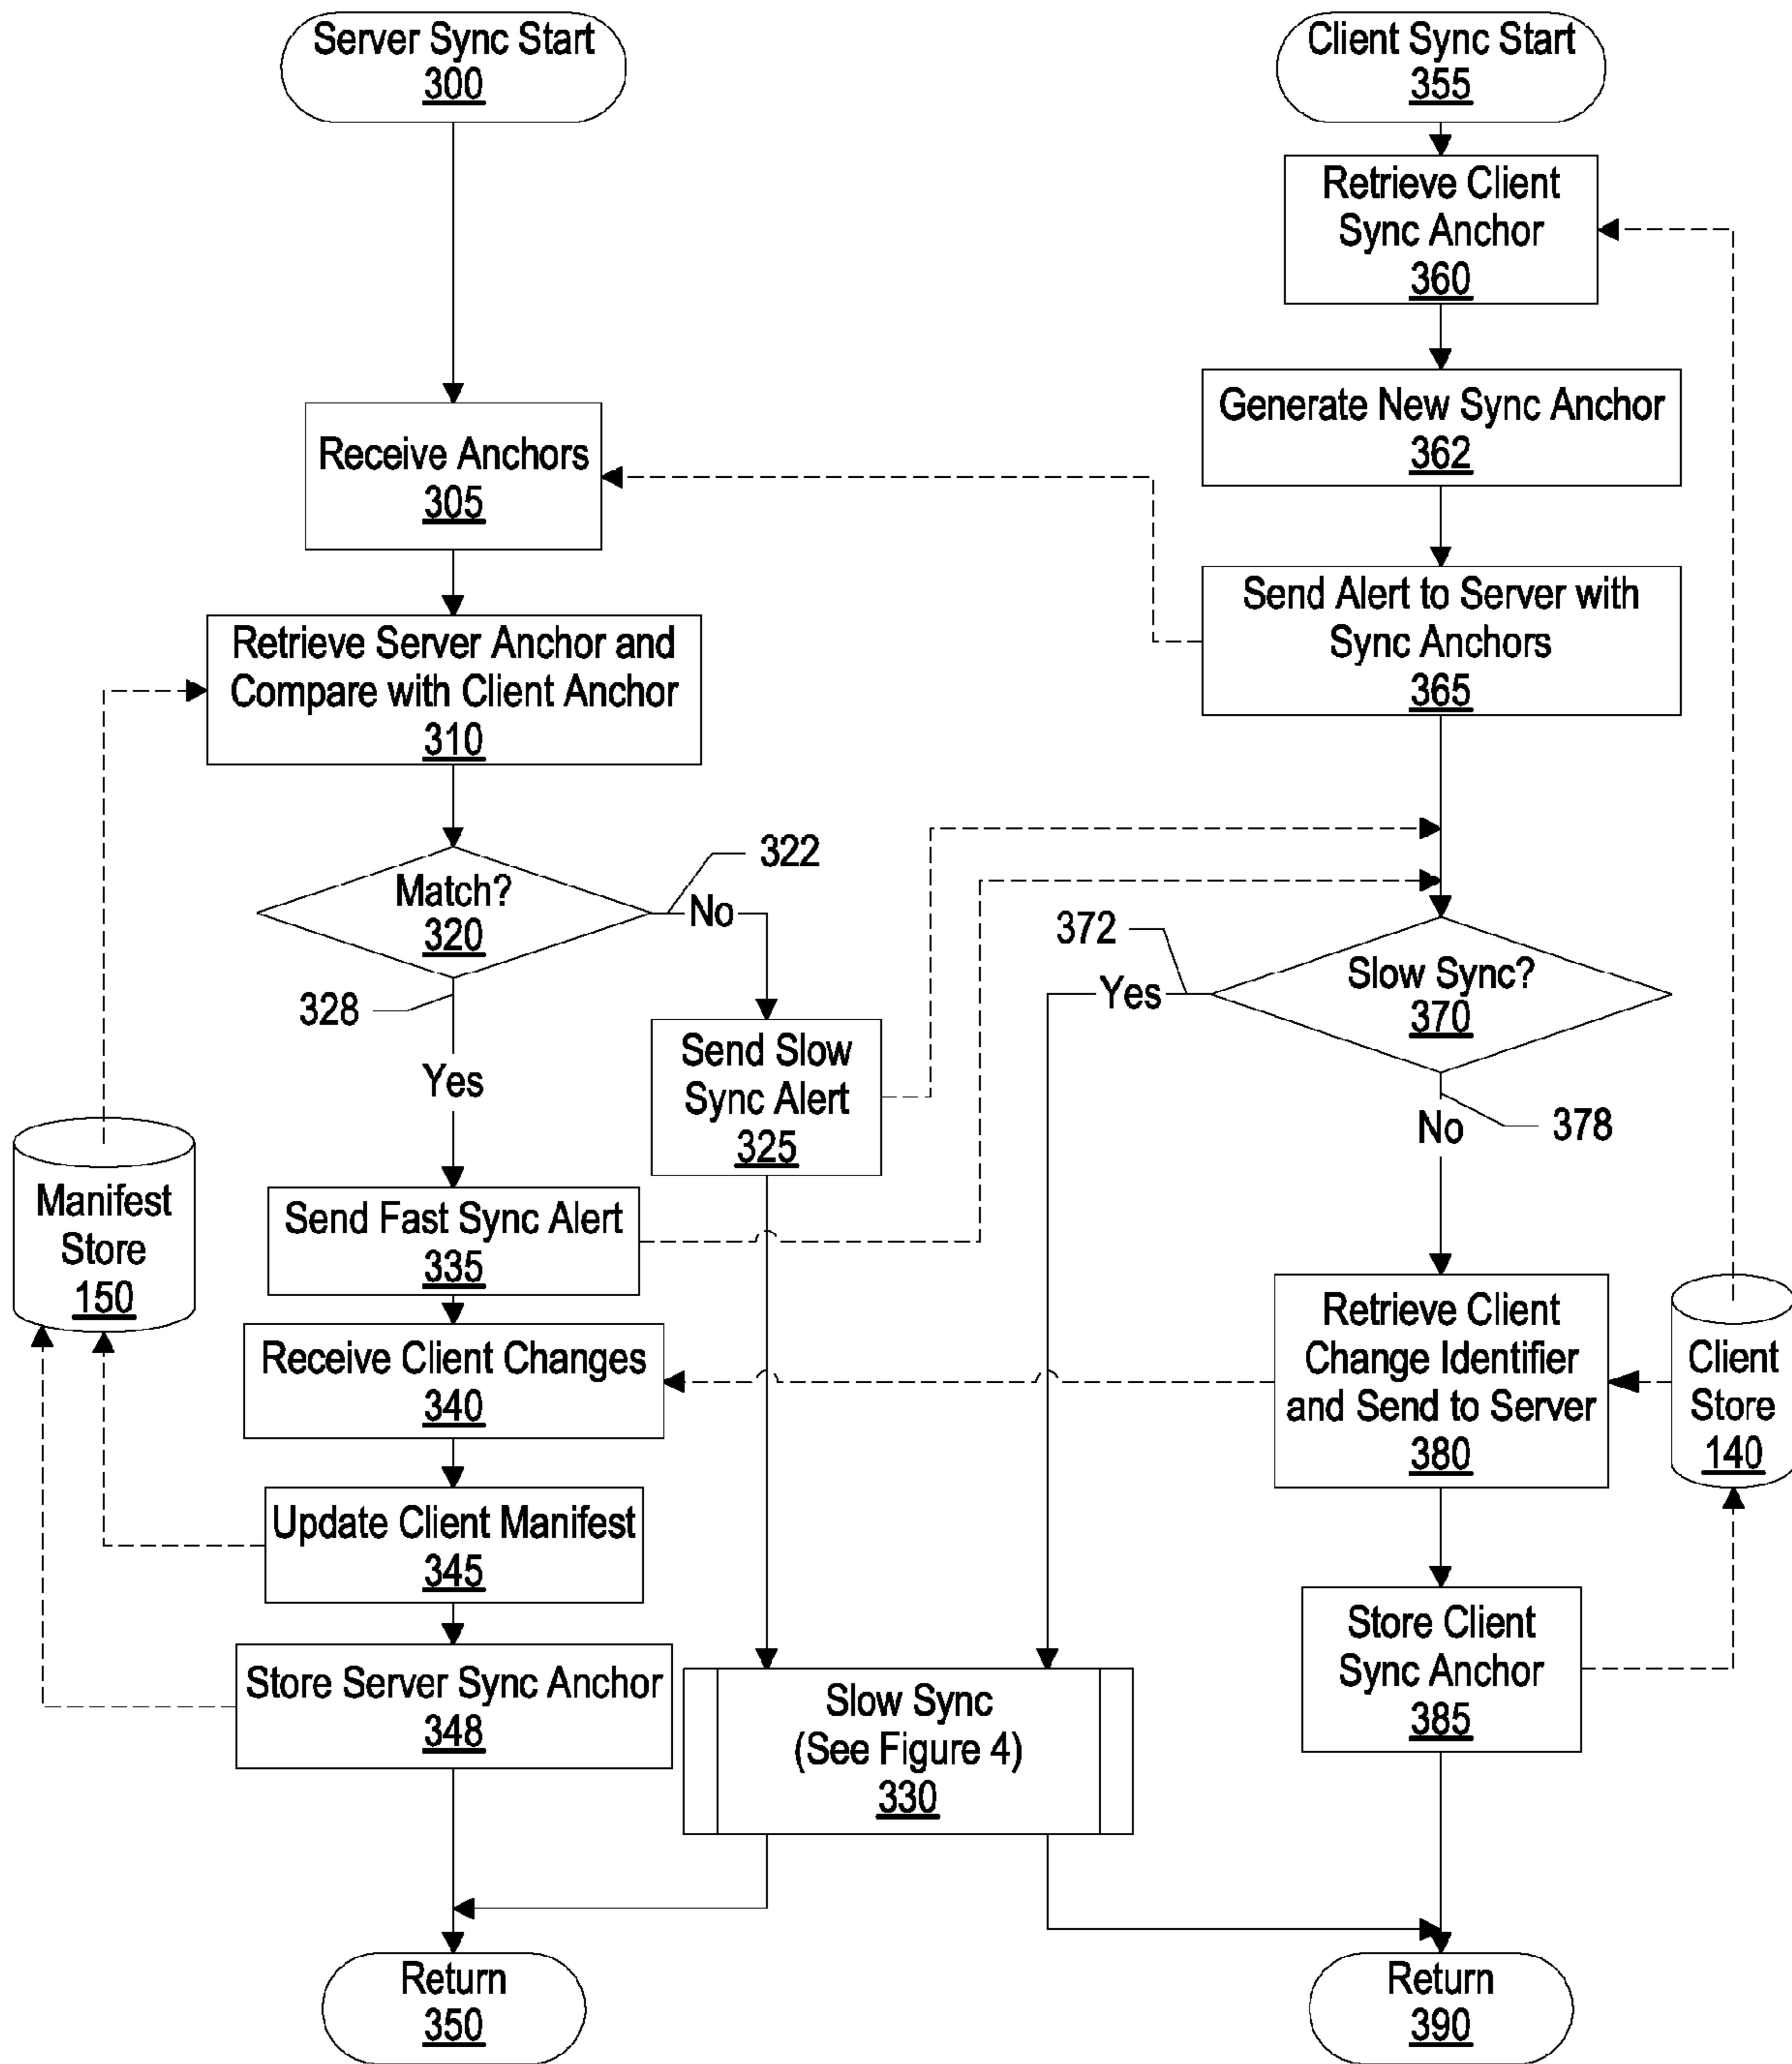 Server Sync Start
300
Client Sync Start
355
Retrieve Client
Sync Anchor
360
Generate New Sync Anchor
362
Receive Anchors
305
Send Alert to Server with
Sync Anchors
365
Retrieve Server Anchor and
Compare with Client Anchor
310
Match?
320
322
No
328
Yes
372
Yes
Slow Sync?
370
No
378
Send Slow
Sync Alert
325
Manifest
Store
150
Send Fast Sync Alert
335
Receive Client Changes
340
Retrieve Client
Change Identifier
and Send to Server
380
Client
Store
140
Update Client Manifest
345
Store Server Sync Anchor
348
Slow Sync
(See Figure 4)
330
Store Client
Sync Anchor
385
Return
350
Return
390